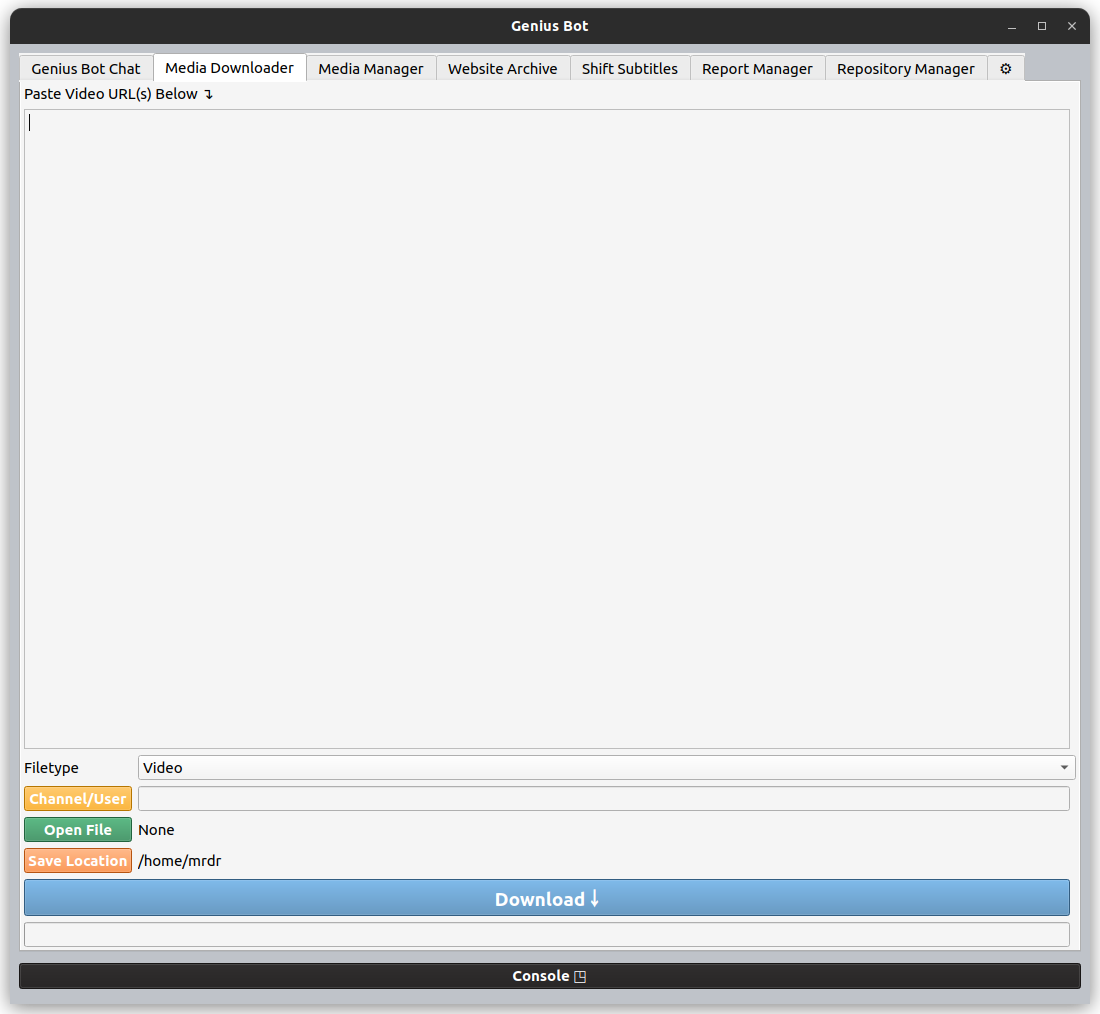 Genius Bot
Genius Bot Chat Media Downloader Media Manager Website Archive Shift Subtitles Report Manager Repository Manager ⚙
Paste Video URL(s) Below ↴
Filetype Video
Channel/User
Open File None
Save Location /home/mrdr
Download ↓
Console ◳